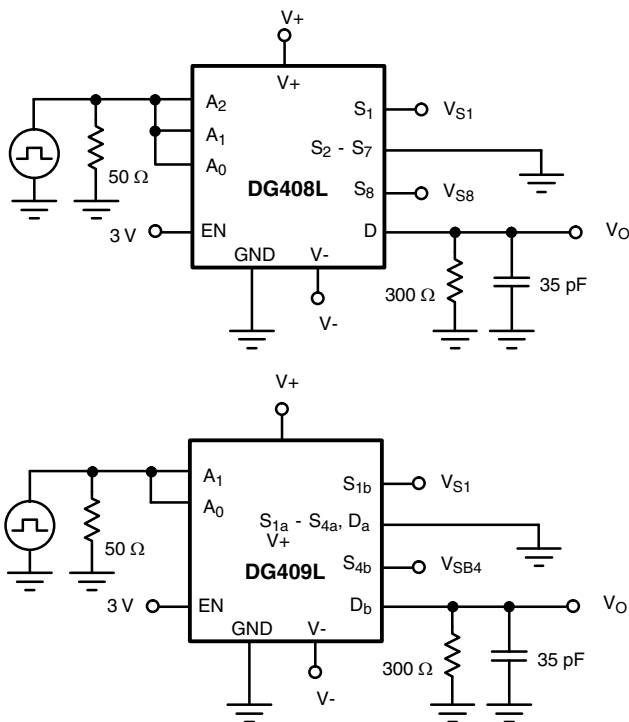 V+
V+
A2
S1
VS1
A1
S2 - S7
50 Ω
A0
DG408L
S8
VS8
3 V
EN
D
VO
GND
V-
300 Ω
35 pF
V-
V+
A1
S1b
VS1
A0
S1a - S4a, Da
V+
50 Ω
DG409L
S4b
VSB4
3 V
EN
Db
VO
GND
V-
300 Ω
35 pF
V-